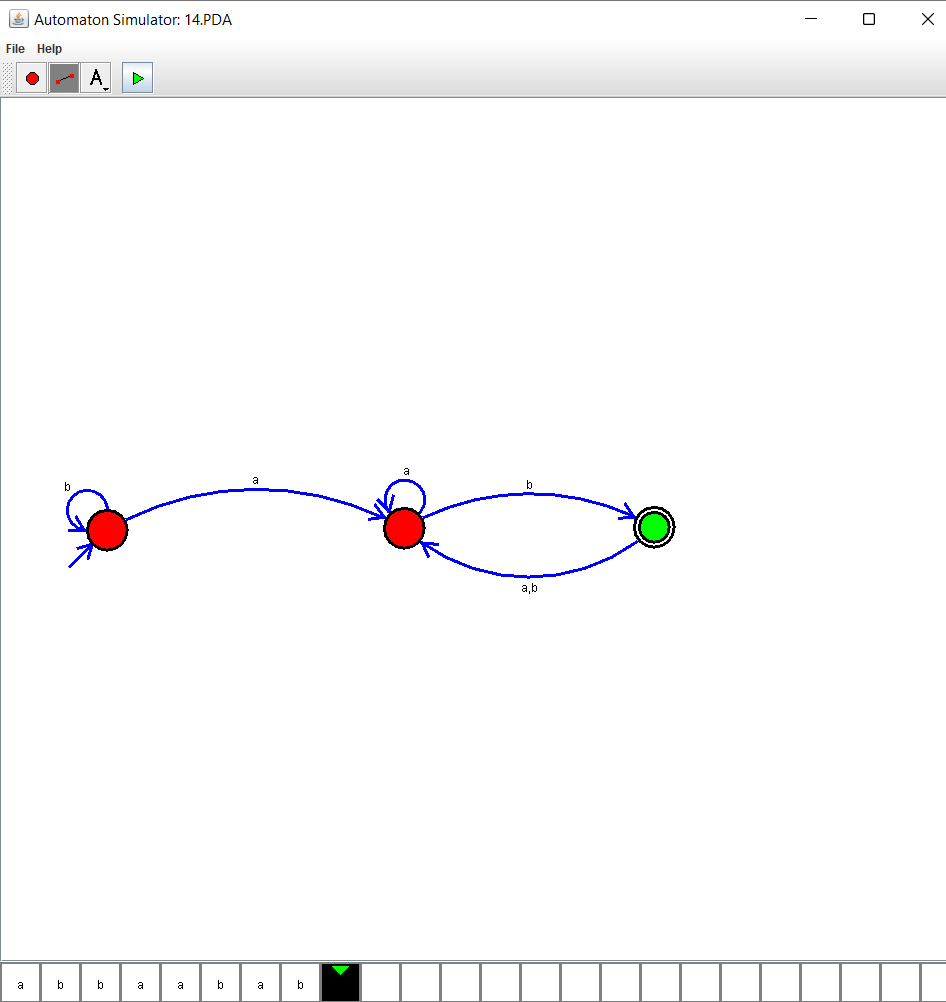 Automaton Simulator: 14.PDA
File Help
A
a
b a b
a,b
a b b a a b a b